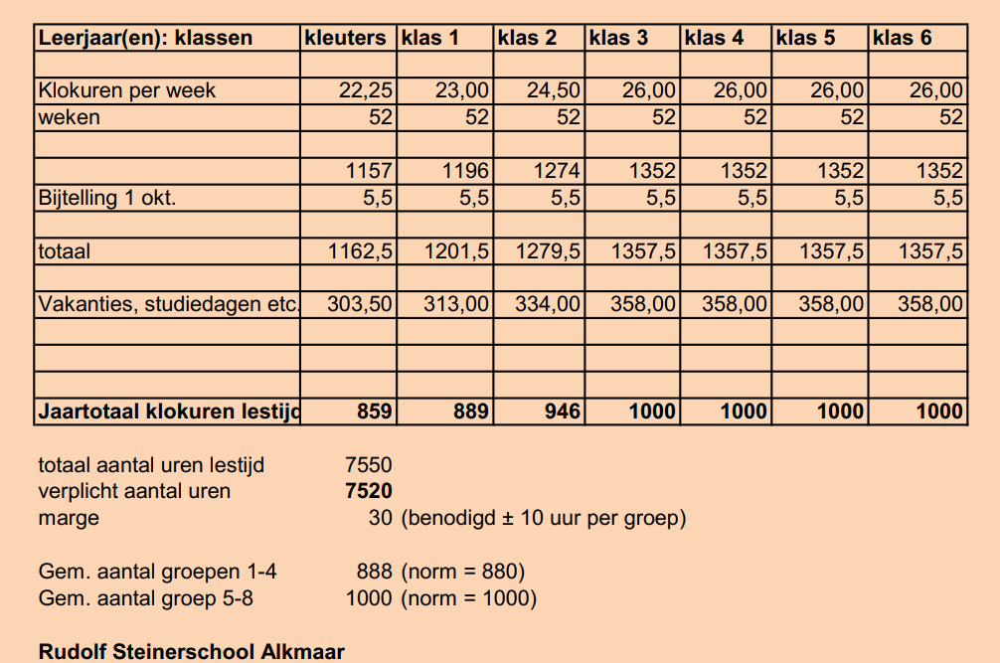 Leerjaar(en): klassen kleuters klas 1 klas 2 klas 3 klas 4 klas 5 klas 6
Klokuren per week 22,25 23,00 24,50 26,00 26,00 26,00 26,00
weken 52 52 52 52 52 52 52
1157 1196 1274 1352 1352 1352 1352
Bijtelling 1 okt. 5,5 5,5 5,5 5,5 5,5 5,5 5,5
totaal 1162,5 1201,5 1279,5 1357,5 1357,5 1357,5 1357,5
Vakanties, studiedagen etc. 303,50 313,00 334,00 358,00 358,00 358,00 358,00
Jaartotaal klokuren lestijd 859 889 946 1000 1000 1000 1000
totaal aantal uren lestijd 7550
verplicht aantal uren 7520
marge 30 (benodigd ± 10 uur per groep)
Gem. aantal groepen 1-4 888 (norm = 880)
Gem. aantal groep 5-8 1000 (norm = 1000)
Rudolf Steinerschool Alkmaar